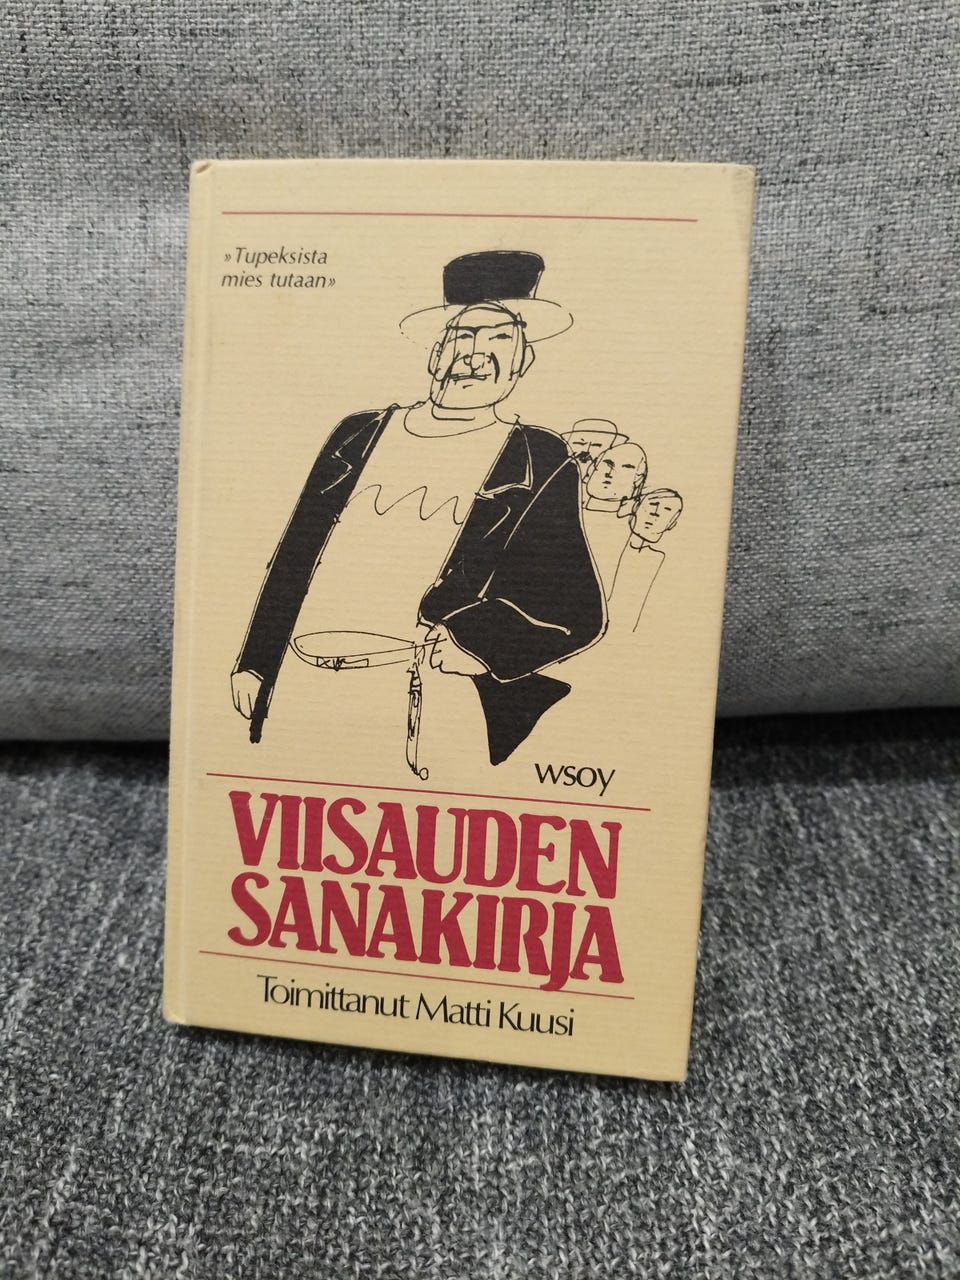 »Tupeksista
mies tutaan»
wsoy
VIISAUDEN
SANAKIRJA
Toimittanut Matti Kuusi